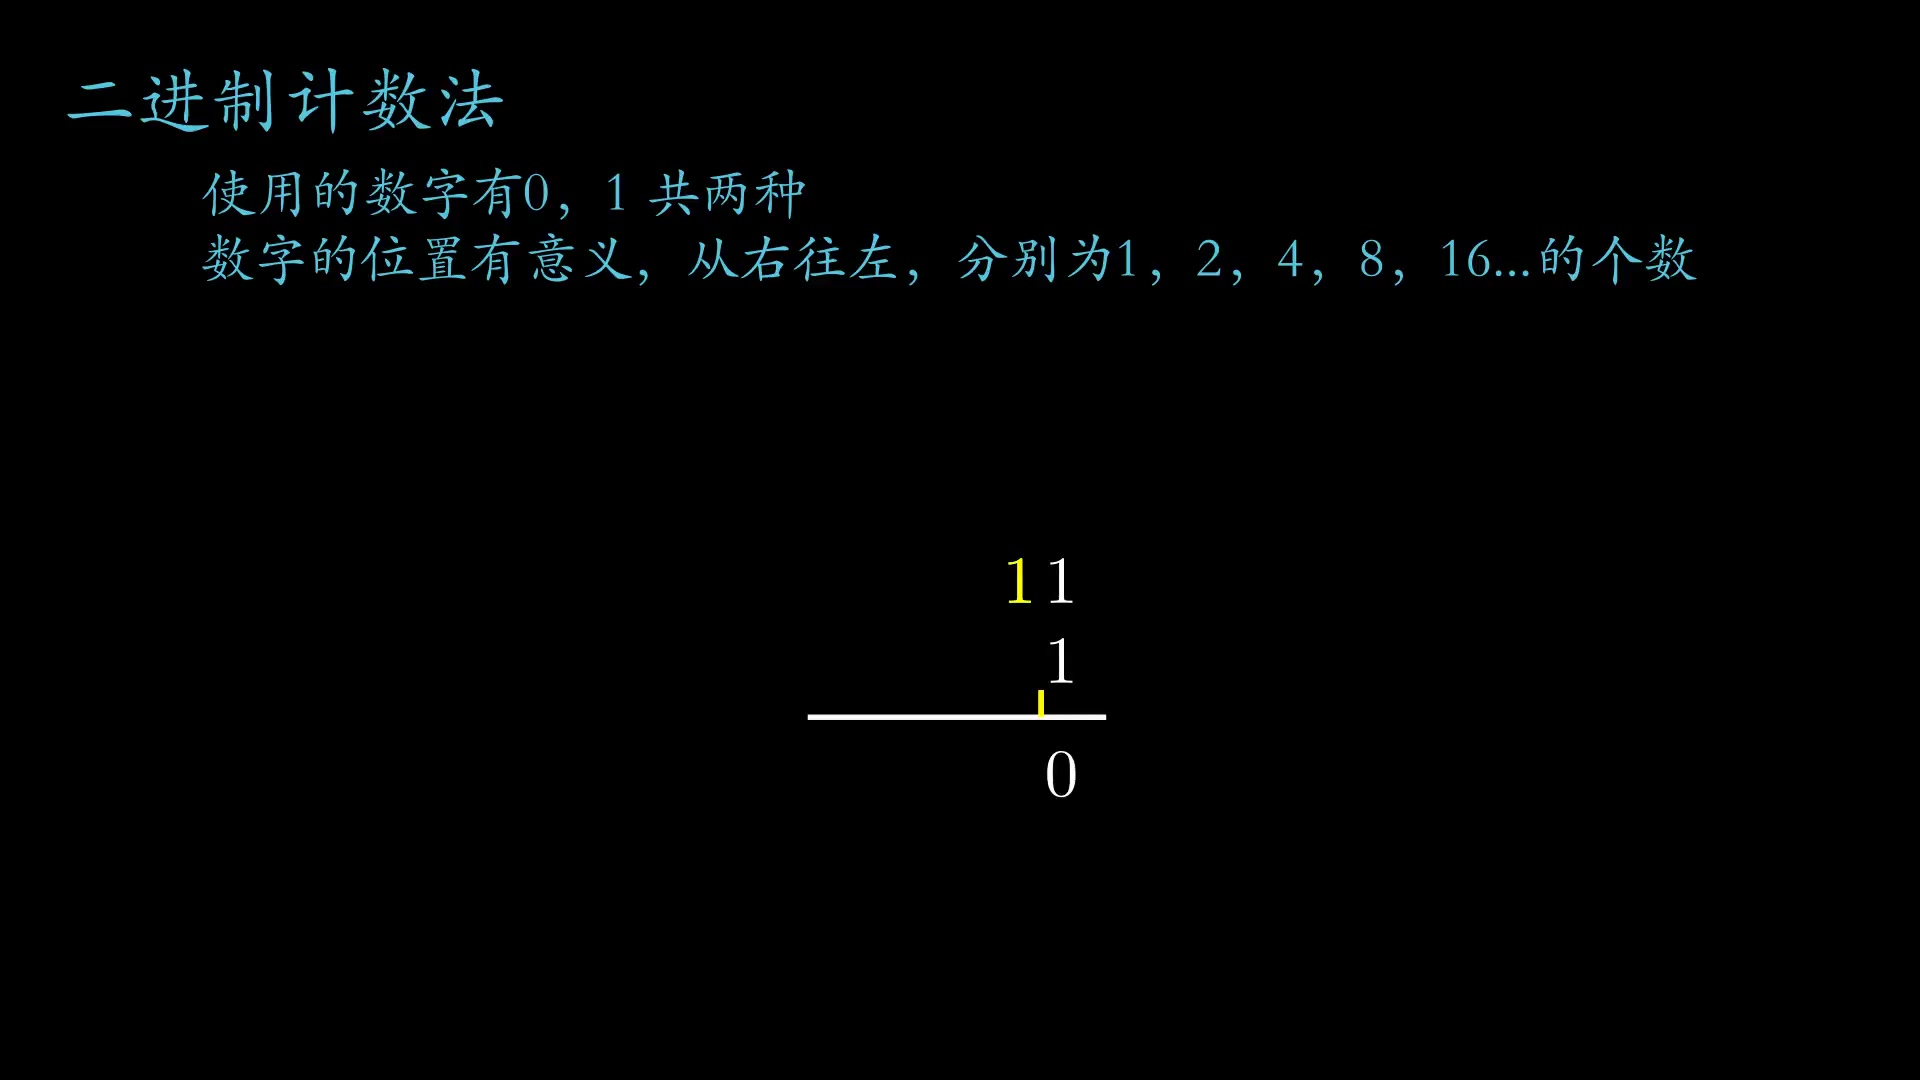 二进制计数法
使用的数字有0，1 共两种
数字的位置有意义，从右往左，分别为1，2，4，8，16...的个数
1 1
1
0